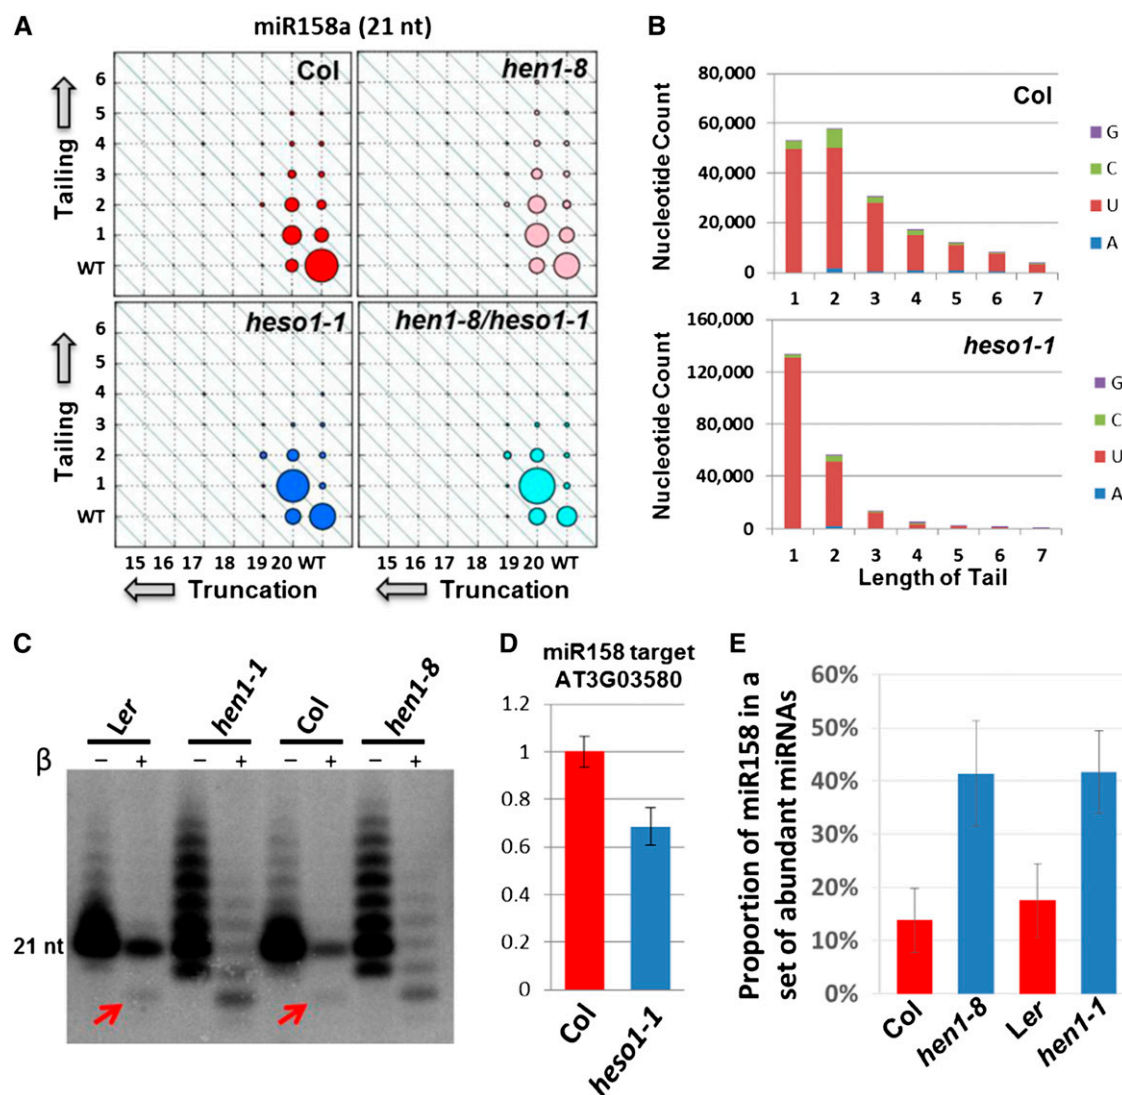 A
miR158a (21 nt)
Col
hen1-8
Tailing
6
5
4
3
2
1
WT
heso1-1
hen1-8/heso1-1
Tailing
6
5
4
3
2
1
WT
15 16 17 18 19 20 WT
15 16 17 18 19 20 WT
Truncation
Truncation
B
Col
Nucleotide Count
80,000
60,000
40,000
20,000
0
1 2 3 4 5 6 7
G
C
U
A
heso1-1
Nucleotide Count
160,000
120,000
80,000
40,000
0
1 2 3 4 5 6 7
Length of Tail
G
C
U
A
C
Ler
hen1-1
Col
hen1-8
β − + − + − + − +
21 nt
D
miR158 target
AT3G03580
1.2
1
0.8
0.6
0.4
0.2
0
Col
heso1-1
E
Proportion of miR158 in a
set of abundant miRNAs
60%
50%
40%
30%
20%
10%
0%
Col
hen1-8
Ler
hen1-1